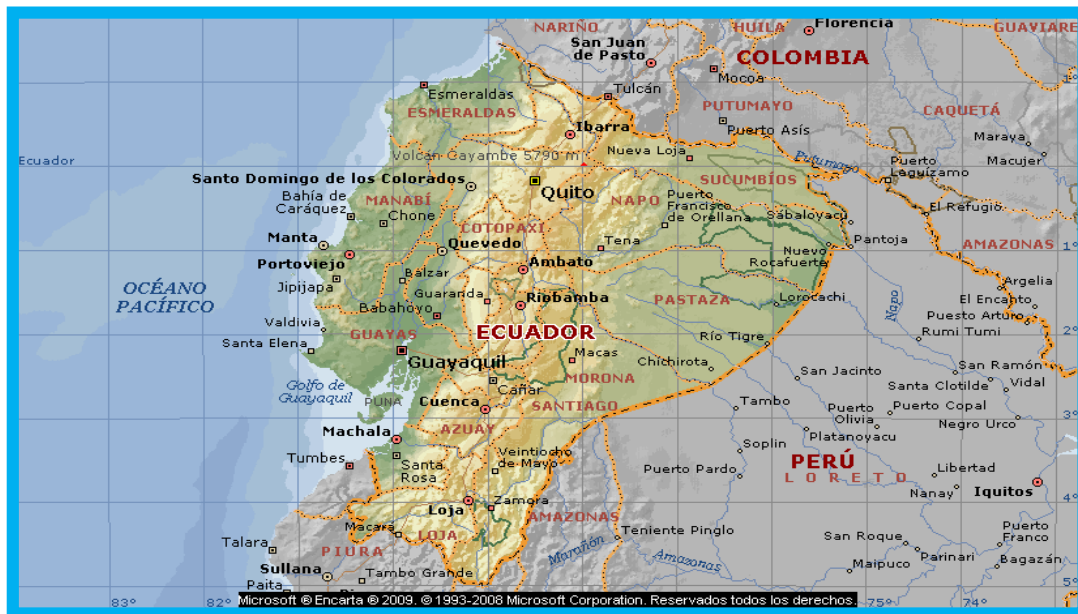 NARIÑO
HUILA
Florencia
GUAVIARE
San Juan
de Pasto
COLOMBIA
Mocoa
1°
Esmeraldas
Tulcán
ESMERALDAS
PUTUMAYO
CAQUETÁ
Puerto Asís
Ibarra
Maraya
Macujer
Nueva Loja
Volcán Cayambe 5790 m
Ecuador
Putumayo
Puerto
Leguízamo
Santo Domingo de los Colorados
SUCUMBÍOS
Quito
Bahía de
Caráquez
MANABÍ
NAPO
Puerto
Francisco
de Orellana
El Refugio
Chone
Sabaloyacu
COTOPAXI
Manta
Quevedo
Tena
Nuevo
Rocafuerte
Pantoja
AMAZONAS
1°
Portoviejo
Ambato
Jipijapa
Bálzar
Argelia
OCÉANO
PACÍFICO
Guaranda
Riobamba
PASTAZA
Lorocachi
El Encanto
Napo
Babahoyo
Puesto Arturo
Valdivia
GUAYAS
ECUADOR
Río Tigre
Rumi Tumi
2°
Santa Elena
Guayaquil
Macas
Chichirota
San Ramón
San Jacinto
Golfo de
Guayaquil
PUNÁ
Cañar
MORONA
Santa Clotilde
Vidal
Cuenca
SANTIAGO
Tambo
Puerto
Olivia
Puerto Copal
3°
AZUAY
Negro Urco
Machala
Platanoyacu
Soplin
Tumbes
Santa
Rosa
Veintiocho
de Mayo
PERÚ
Puerto Pardo
LORETO
Libertad
Nanay
Iquitos
Loja
Zamora
4°
AMAZONAS
Macará
LOJA
Teniente Pinglo
Puerto
Franco
Talara
PIURA
Marañón
San Roque
Amazonas
Parinari
Bagazán
Sullana
Tambo Grande
Maipuco
Paita
5°
83°
82°
75°
74°
Microsoft ® Encarta ® 2009. © 1993-2008 Microsoft Corporation. Reservados todos los derechos.